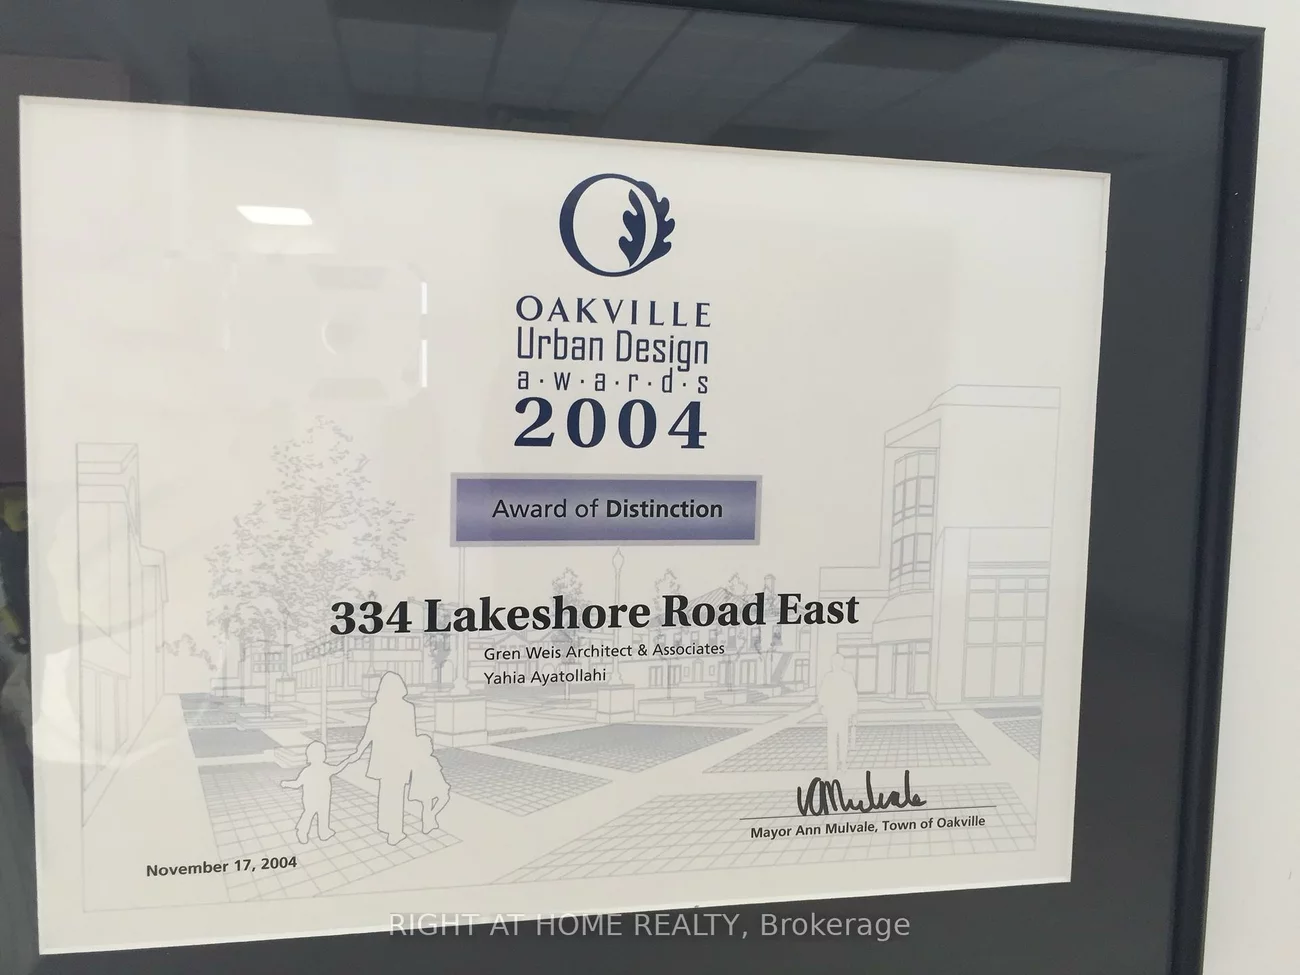 OAKVILLE
Urban Design
a·w·a·r·d·s
2004
Award of Distinction
334 Lakeshore Road East
Gren Weis Architect & Associates
Yahia Ayatollahi
Mayor Ann Mulvale, Town of Oakville
November 17, 2004
RIGHT AT HOME REALTY, Brokerage